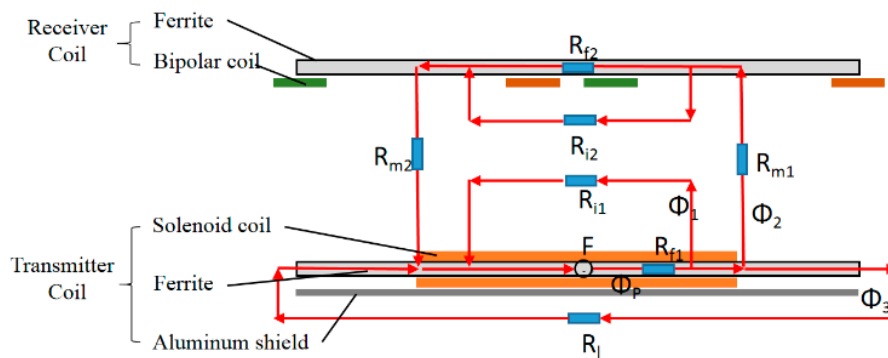 Receiver
Coil
Ferrite
Bipolar coil
Rf2
Ri2
Rm2
Rm1
Ri1
Φ1
Φ2
Solenoid coil
F
Rf1
Transmitter
Coil
Ferrite
ΦP
Φ3
Aluminum shield
Rl